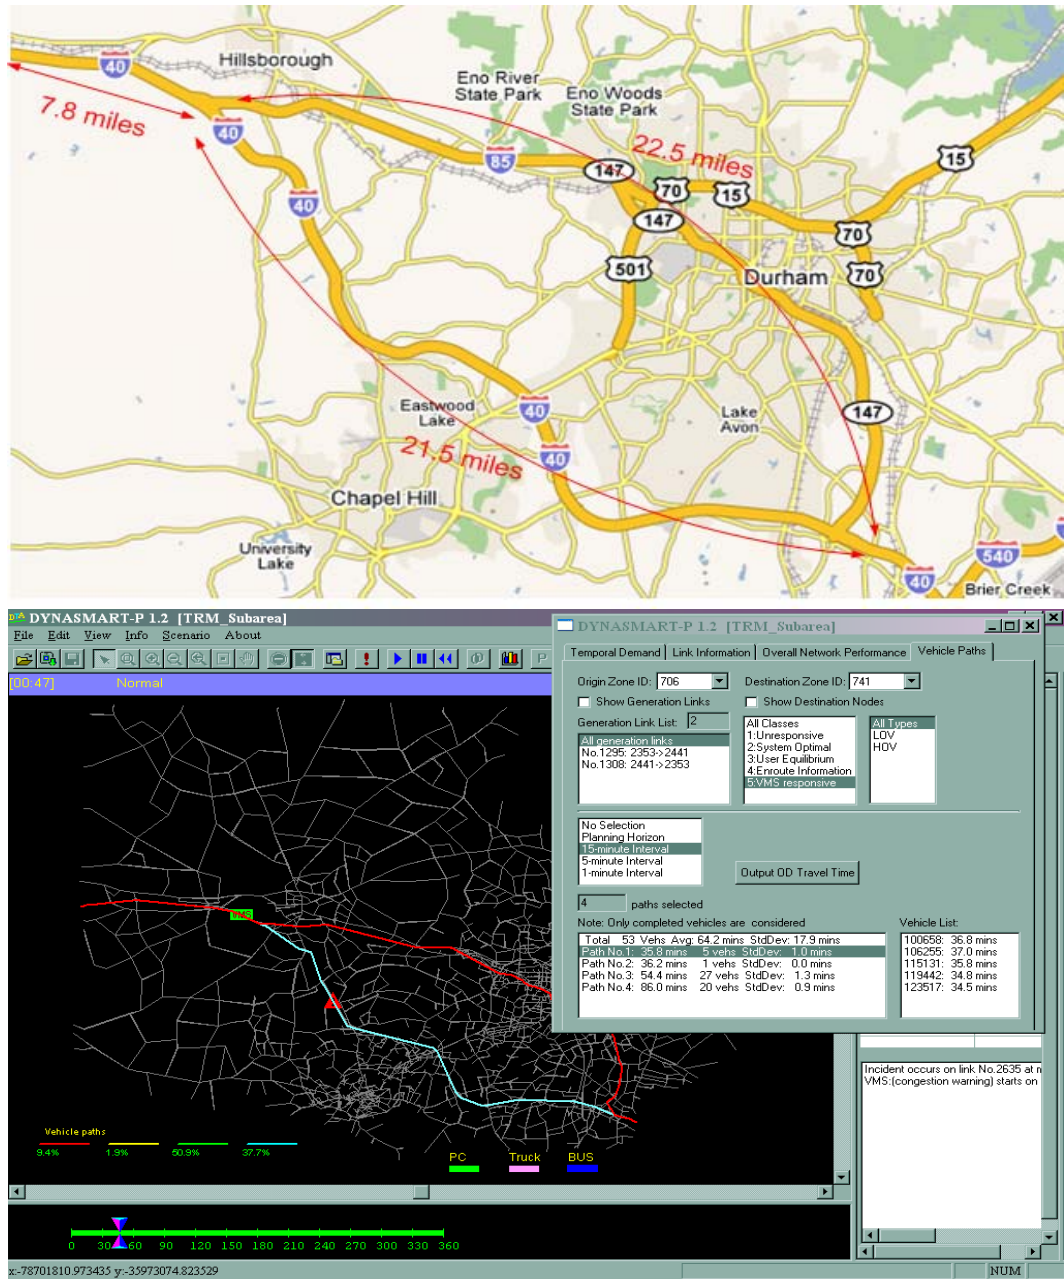 40
Hillsborough
7.8 miles
40
Eno River
State Park
Eno Woods
State Park
85
147
22.5 miles
15
40
70
15
147
70
501
Durham
70
Eastwood
Lake
40
Lake
Avon
147
21.5 miles
40
Chapel Hill
University
Lake
540
40
Brier Creek
DYNASMART-P 1.2 [TRM_Subarea]
File Edit View Info Scenario About
[00:47] Normal
VMS
Vehicle paths
9.4% 1.9% 50.9% 37.7%
PC Truck BUS
0 30 60 90 120 150 180 210 240 270 300 330 360
x:-78701810.973435 y:-35973074.823529
NUM
DYNASMART-P 1.2 [TRM_Subarea]
Temporal Demand Link Information Overall Network Performance Vehicle Paths
Origin Zone ID: 706 Destination Zone ID: 741
Show Generation Links Show Destination Nodes
Generation Link List: 2
All generation links
No.1295: 2353->2441
No.1308: 2441->2353
All Classes
1:Unresponsive
2:System Optimal
3:User Equilibrium
4:Enroute Information
5:VMS responsive
All Types
LOV
HOV
No Selection
Planning Horizon
15-minute Interval
5-minute Interval
1-minute Interval
Output OD Travel Time
4 paths selected
Note: Only completed vehicles are considered
Total 53 Vehs Avg: 64.2 mins StdDev: 17.9 mins
Path No.1: 35.8 mins 5 vehs StdDev: 1.0 mins
Path No.2: 36.2 mins 1 vehs StdDev: 0.0 mins
Path No.3: 54.4 mins 27 vehs StdDev: 1.3 mins
Path No.4: 86.0 mins 20 vehs StdDev: 0.9 mins
Vehicle List:
100658: 36.8 mins
106255: 37.0 mins
115131: 35.8 mins
119442: 34.8 mins
123517: 34.5 mins
Incident occurs on link No.2635 at
VMS:(congestion warning) starts on